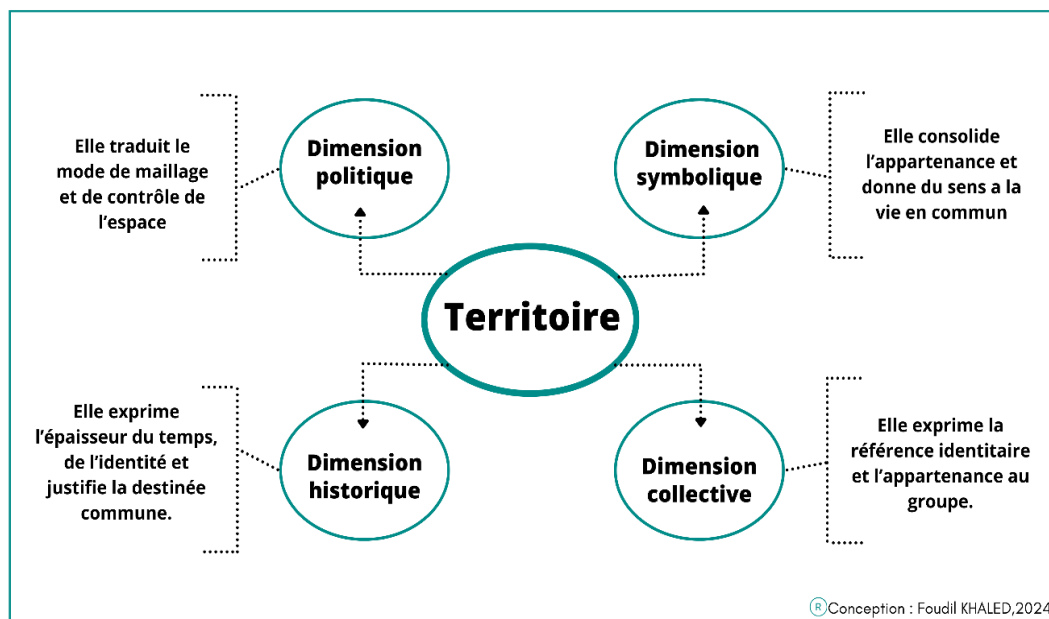 Elle traduit le
mode de maillage
et de contrôle de
l'espace
Dimension
politique
Dimension
symbolique
Elle consolide
l'appartenance et
donne du sens a la
vie en commun
Territoire
Elle exprime
l'épaisseur du temps,
de l'identité et
justifie la destinée
commune.
Dimension
historique
Dimension
collective
Elle exprime la
référence identitaire
et l'appartenance au
groupe.
®Conception : Foudil KHALED,2024